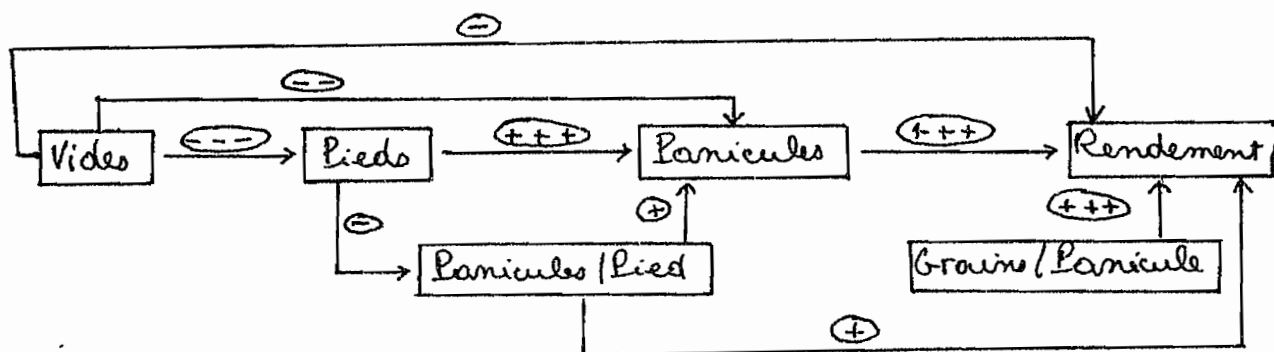 -
--
Vides
---
Pieds
+++
Panicules
+++
Rendement
-
+
+++
Panicules/Pied
Grains/Panicule
+